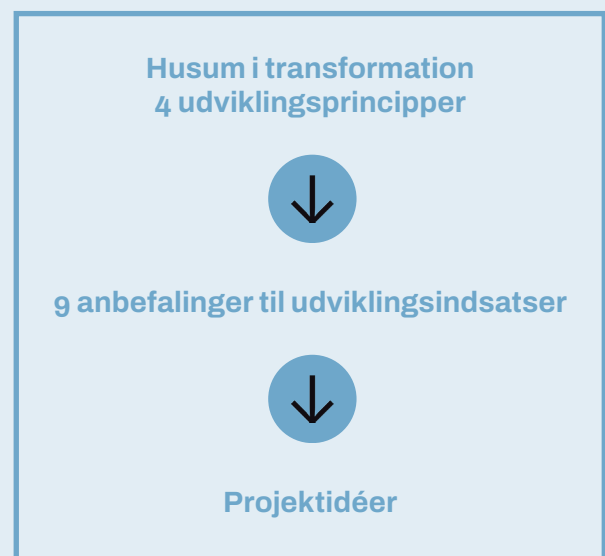 Husum i transformation
4 udviklingsprincipper
9 anbefalinger til udviklingsindsatser
Projektidéer